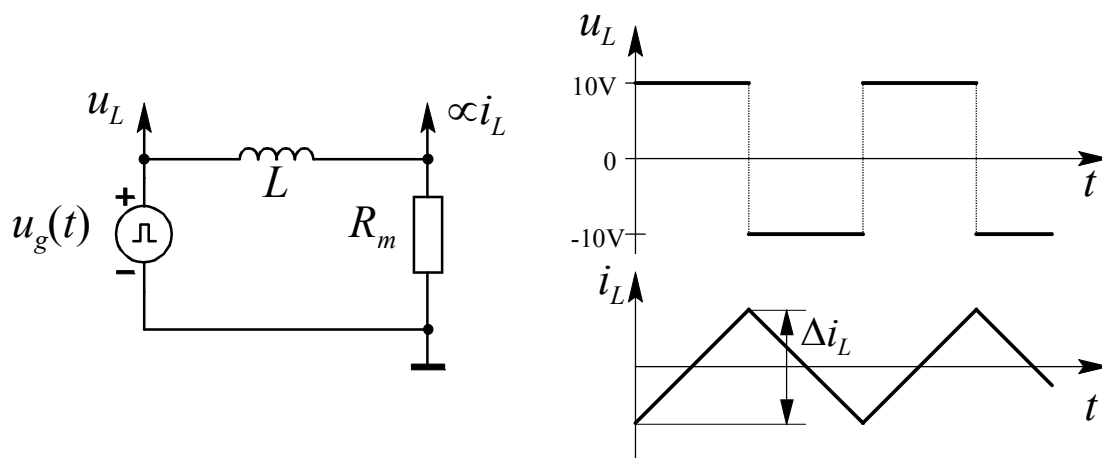 u_L
∝i_L
L
+
u_g(t)
R_m
−
u_L
10V
0
t
-10V
i_L
Δi_L
t